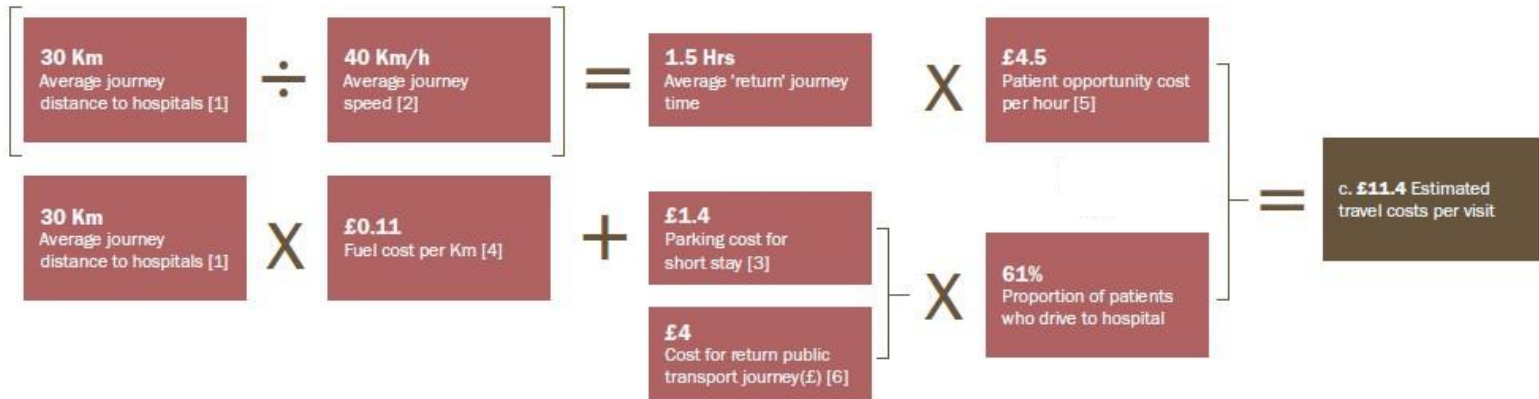 30 Km
Average journey
distance to hospitals [1]
÷
40 Km/h
Average journey
speed [2]
=
1.5 Hrs
Average 'return' journey
time
X
£4.5
Patient opportunity cost
per hour [5]
30 Km
Average journey
distance to hospitals [1]
X
£0.11
Fuel cost per Km [4]
+
£1.4
Parking cost for
short stay [3]
£4
Cost for return public
transport journey(£) [6]
X
61%
Proportion of patients
who drive to hospital
=
c. £11.4 Estimated
travel costs per visit